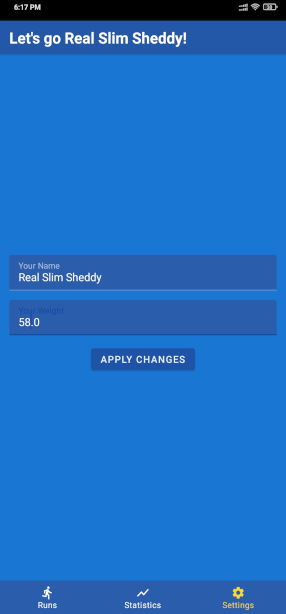 6:17 PM
Let's go Real Slim Sheddy!
Your Name
Real Slim Sheddy
Your Weight
58.0
APPLY CHANGES
Runs
Statistics
Settings